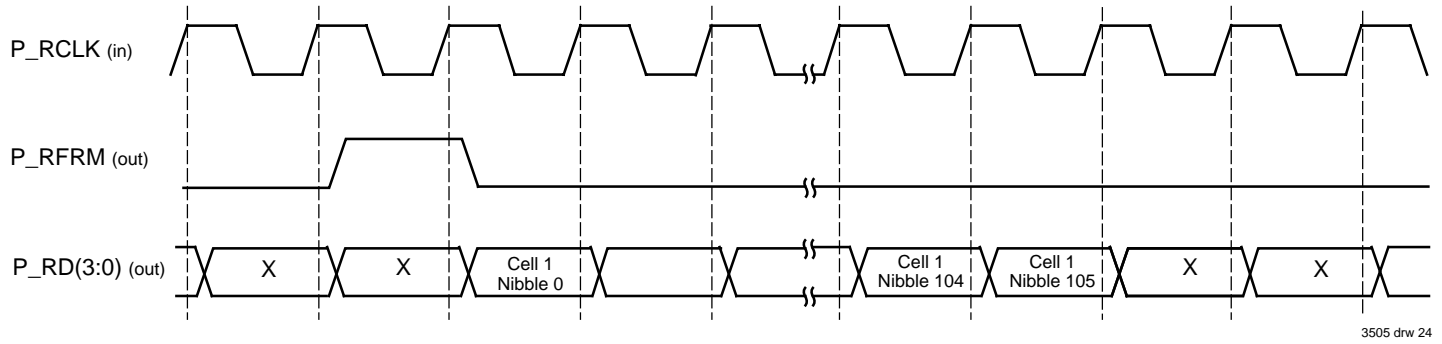 P_RCLK (in)
P_RFRM (out)
P_RD(3:0) (out)
X
X
Cell 1
Nibble 0
Cell 1
Nibble 104
Cell 1
Nibble 105
X
X
3505 drw 24